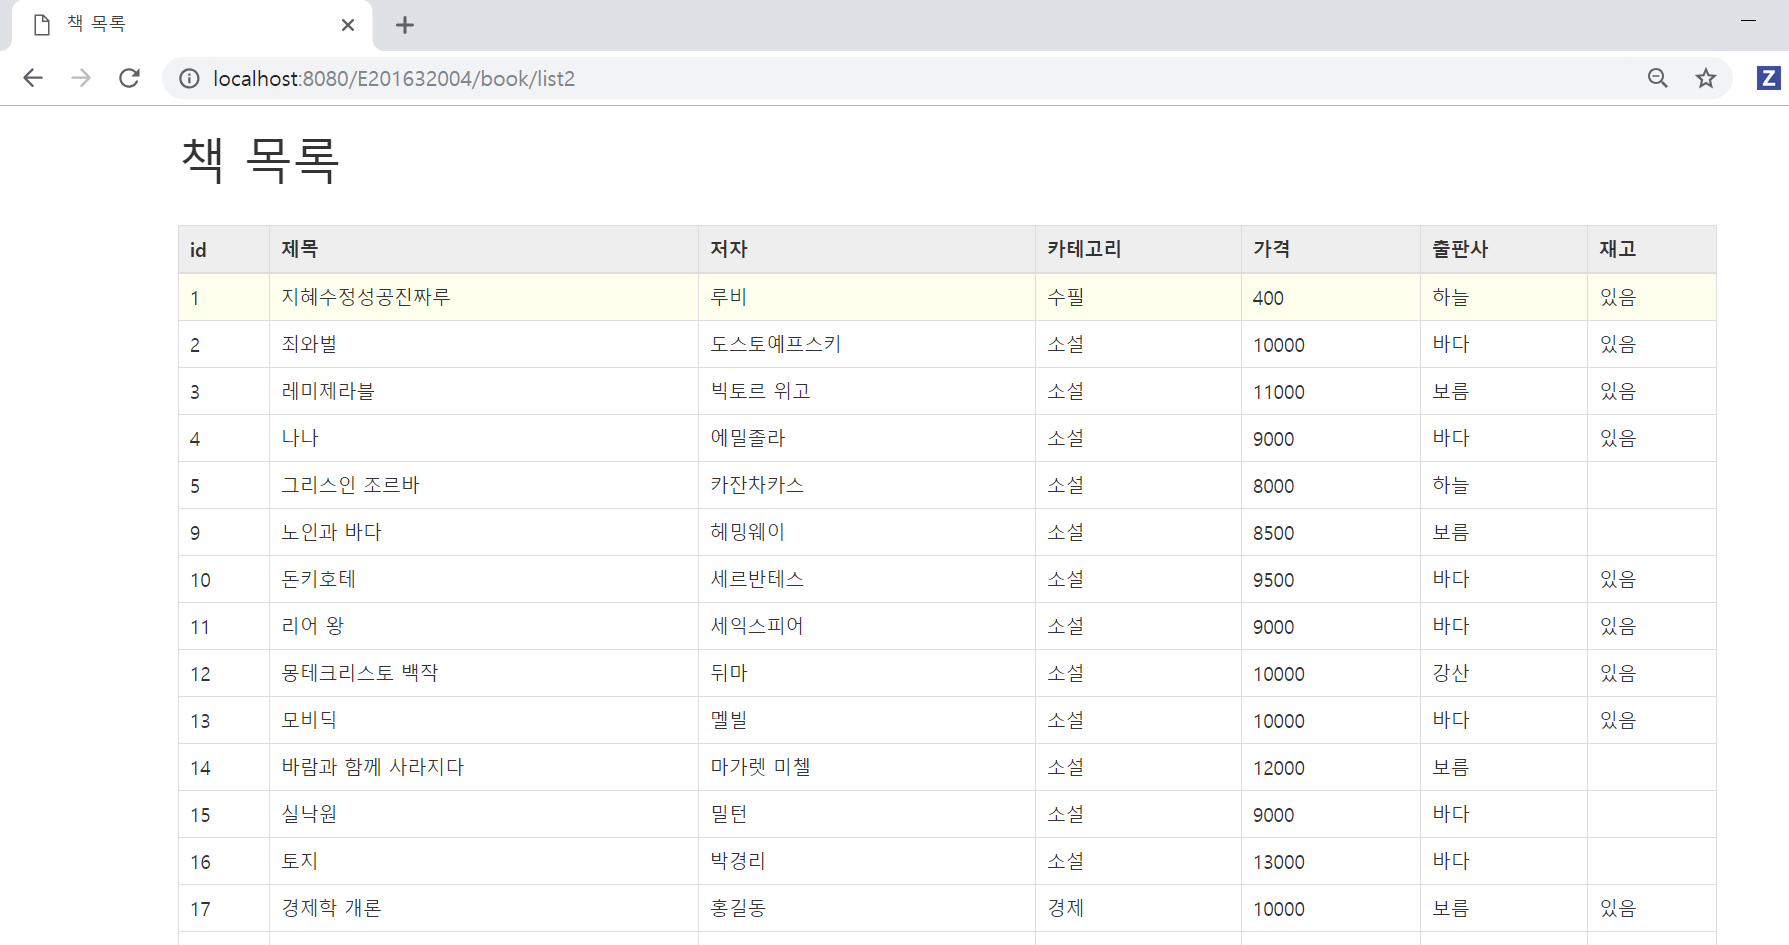 책 목록
localhost:8080/E201632004/book/list2
Z
책 목록
id 제목 저자 카테고리 가격 출판사 재고
1 지혜수정성공진짜루 루비 수필 400 하늘 있음
2 죄와벌 도스토예프스키 소설 10000 바다 있음
3 레미제라블 빅토르 위고 소설 11000 보름 있음
4 나나 에밀졸라 소설 9000 바다 있음
5 그리스인 조르바 카잔차카스 소설 8000 하늘
9 노인과 바다 헤밍웨이 소설 8500 보름
10 돈키호테 세르반테스 소설 9500 바다 있음
11 리어 왕 세익스피어 소설 9000 바다 있음
12 몽테크리스토 백작 뒤마 소설 10000 강산 있음
13 모비딕 멜빌 소설 10000 바다 있음
14 바람과 함께 사라지다 마가렛 미첼 소설 12000 보름
15 실낙원 밀턴 소설 9000 바다
16 토지 박경리 소설 13000 바다
17 경제학 개론 홍길동 경제 10000 보름 있음